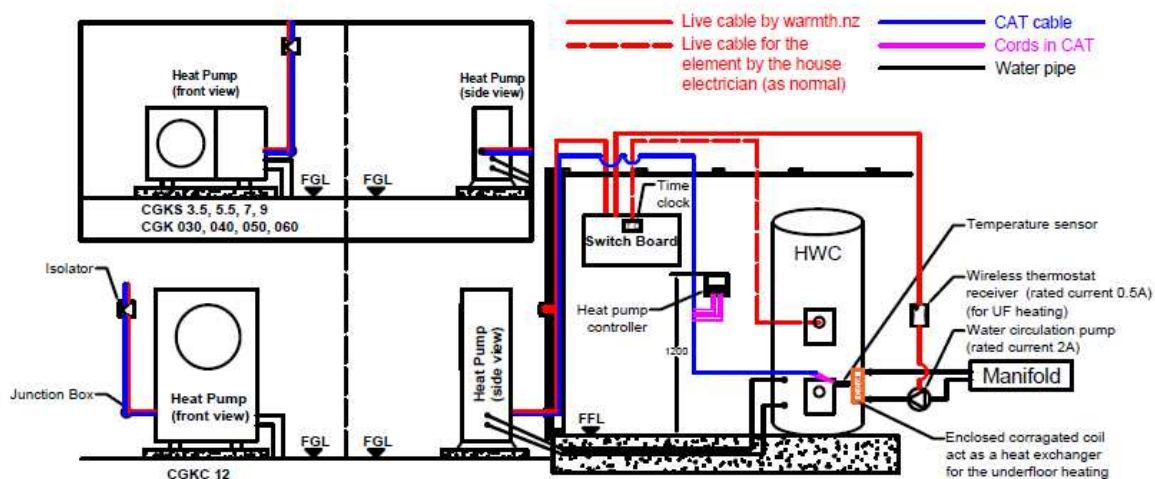 Live cable by warmth.nz
Live cable for the
element by the house
electrician (as normal)
CAT cable
Cords in CAT
Water pipe
Heat Pump
(front view)
Heat Pump
(side view)
FGL
FGL
CGKS 3.5, 5.5, 7, 9
CGK 030, 040, 050, 060
Isolator
Junction Box
Heat Pump
(front view)
Heat Pump
(side view)
FGL
FGL
CGKC 12
Time
clock
Switch Board
Heat pump
controller
1200
FFL
HWC
Temperature sensor
Wireless thermostat
receiver (rated current 0.5A)
(for UF heating)
Water circulation pump
(rated current 2A)
Manifold
Enclosed corragated coil
act as a heat exchanger
for the underfloor heating